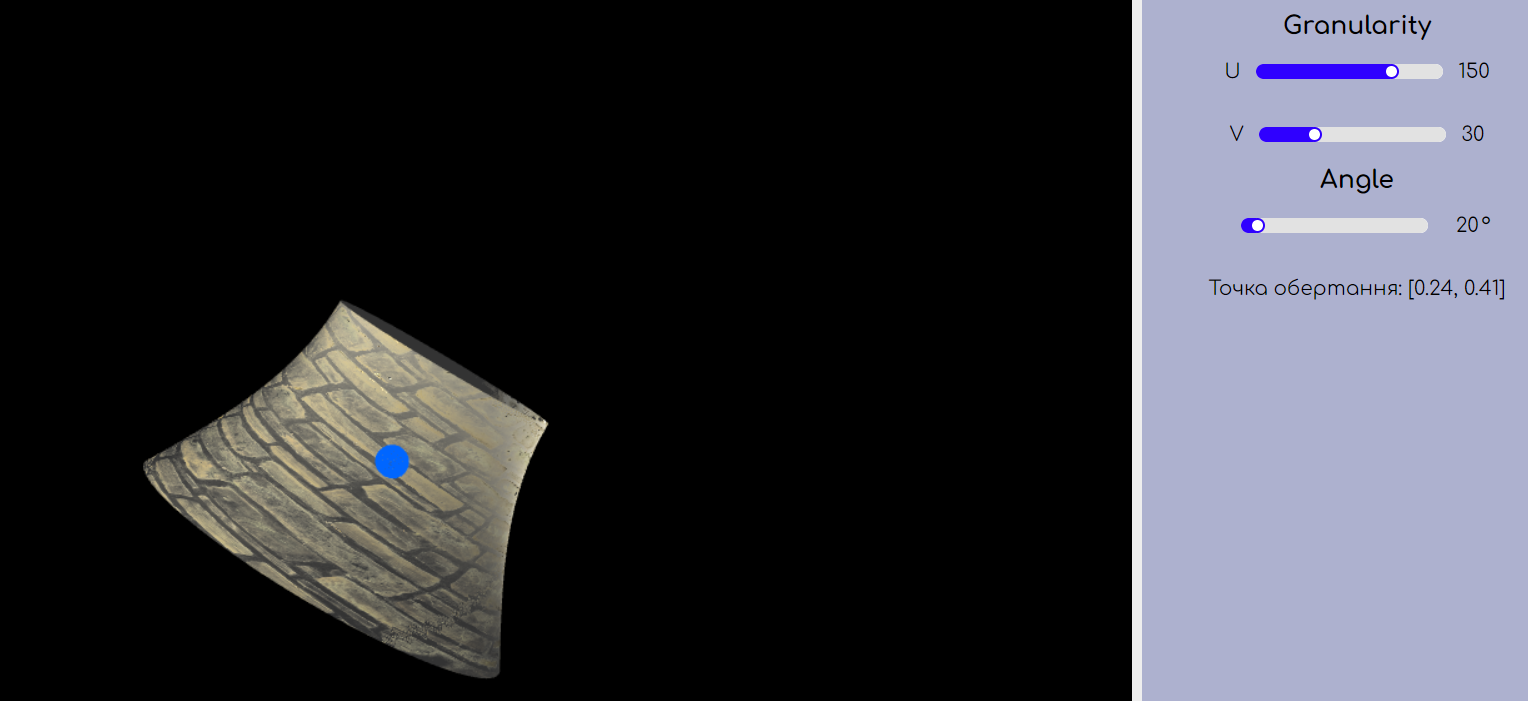 Granularity
U 150
V 30
Angle
20°
Точка обертання: [0.24, 0.41]